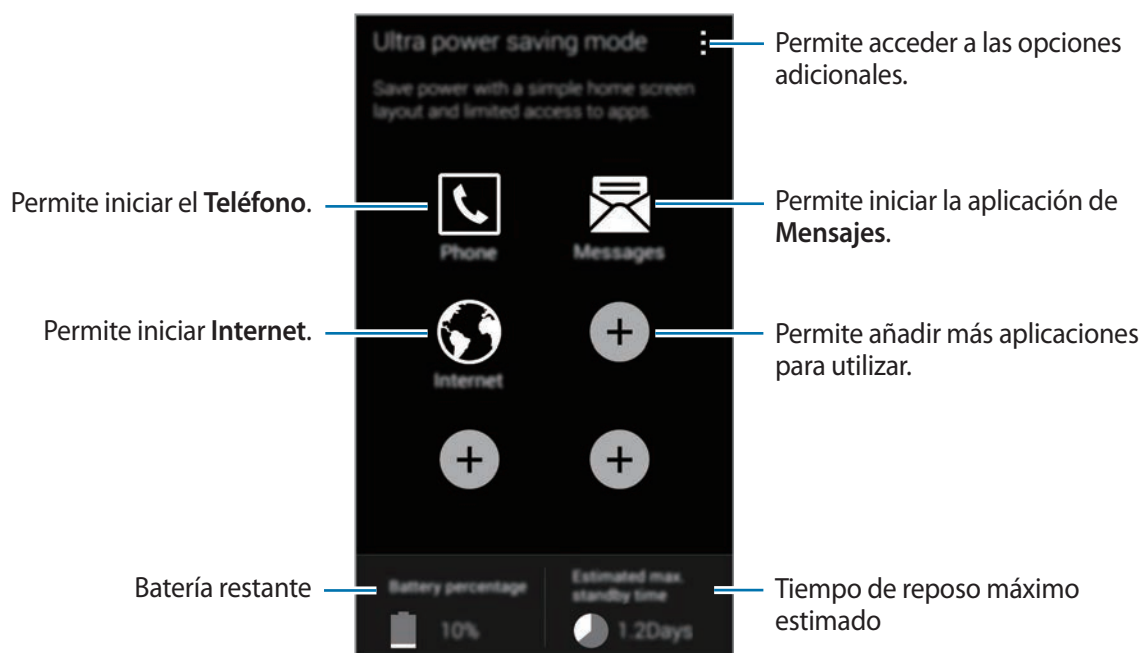 Ultra power saving mode
Permite acceder a las opciones
adicionales.
Save power with a simple home screen
layout and limited access to apps.
Permite iniciar el Teléfono.
Phone
Messages
Permite iniciar la aplicación de
Mensajes.
Permite iniciar Internet.
Internet
Permite añadir más aplicaciones
para utilizar.
Batería restante
Battery percentage
10%
Estimated max.
standby time
1.2Days
Tiempo de reposo máximo
estimado